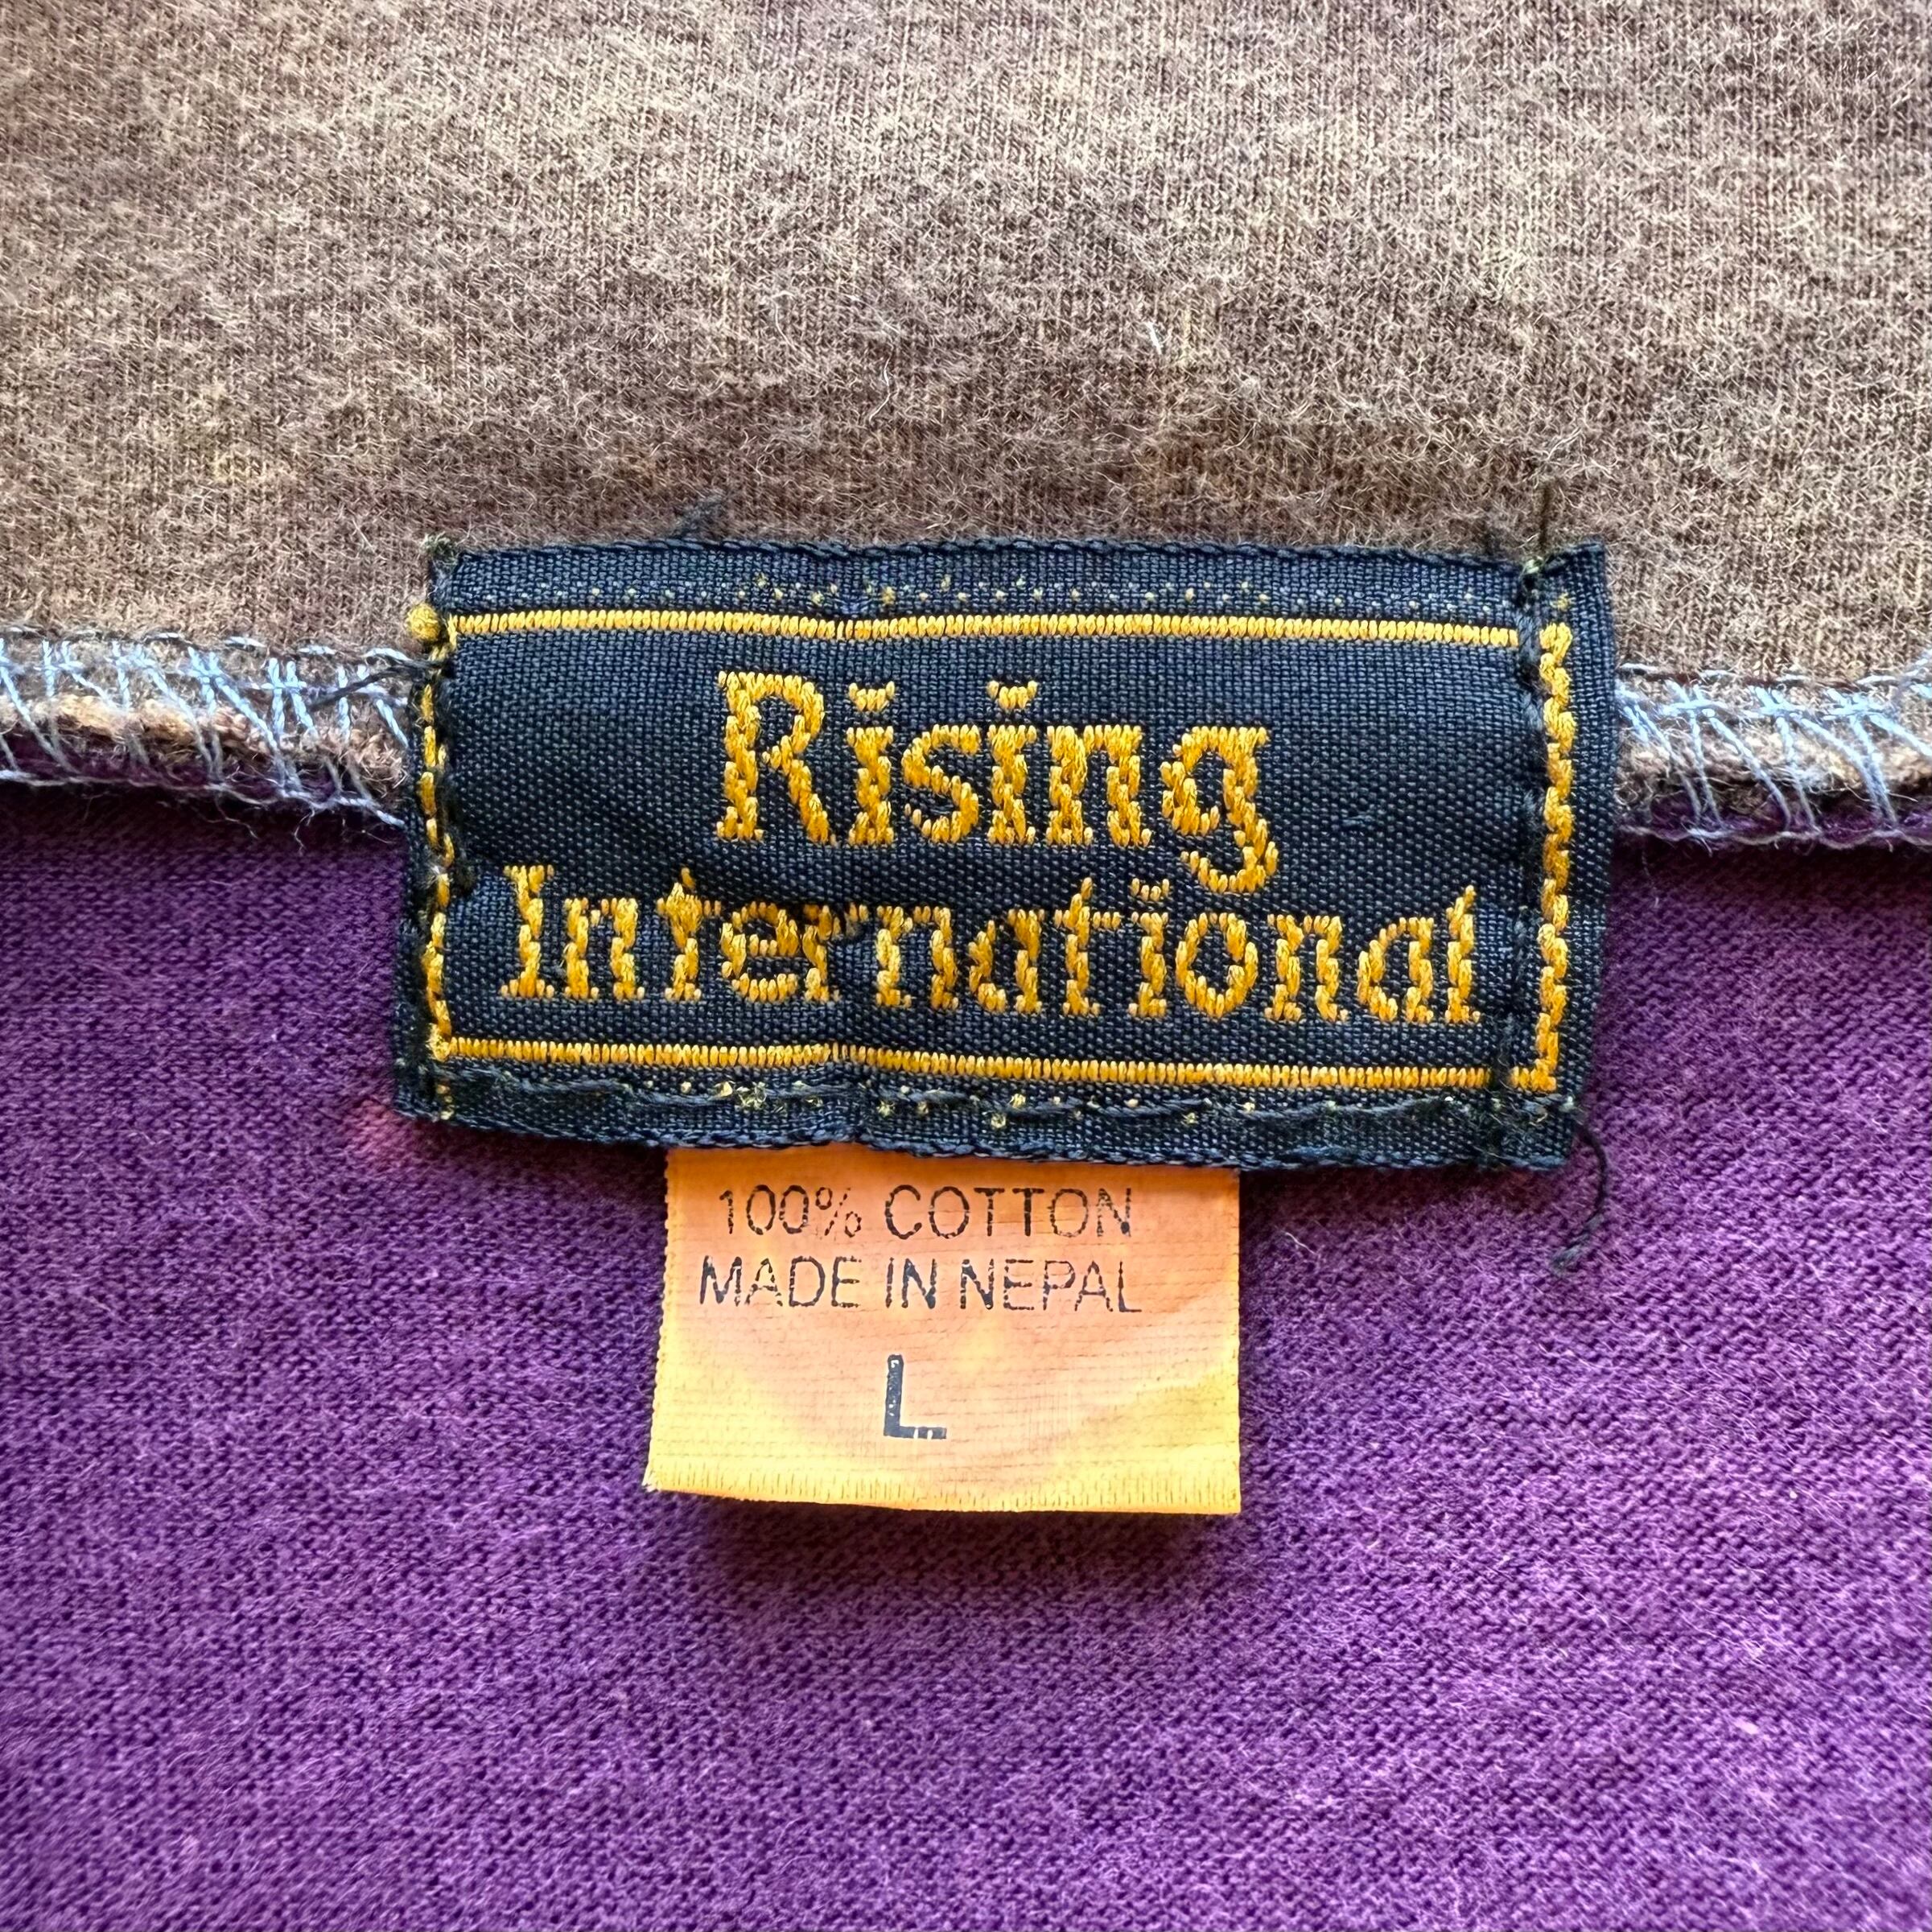 Rising
International
100% COTTON
MADE IN NEPAL
L